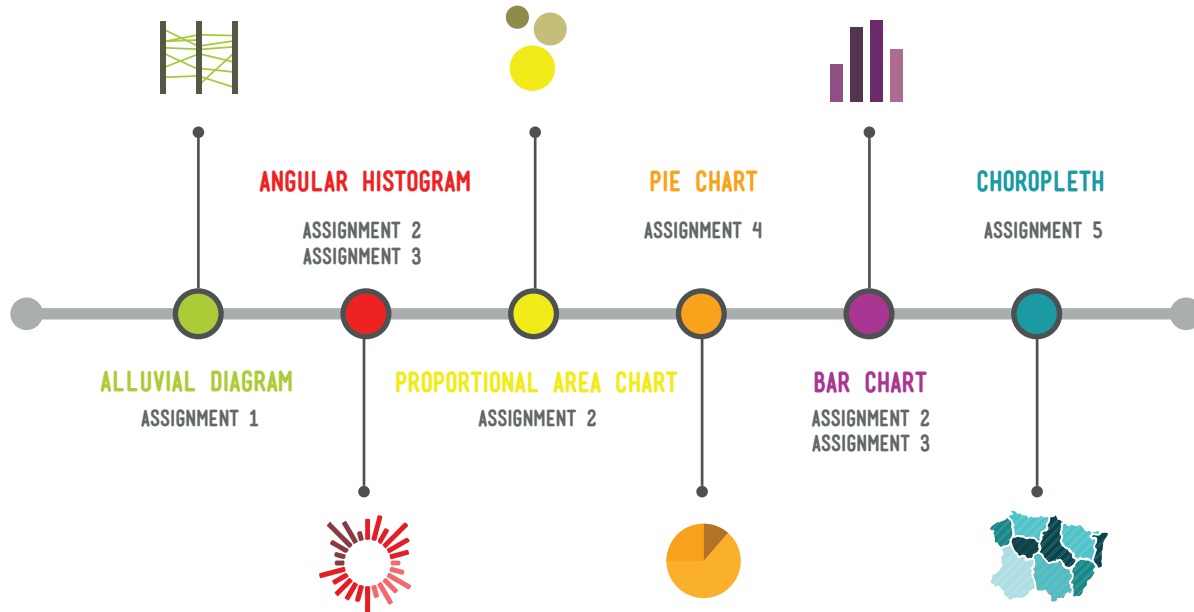 ANGULAR HISTOGRAM
ASSIGNMENT 2
ASSIGNMENT 3
PIE CHART
ASSIGNMENT 4
CHOROPLETH
ASSIGNMENT 5
ALLUVIAL DIAGRAM
ASSIGNMENT 1
PROPORTIONAL AREA CHART
ASSIGNMENT 2
BAR CHART
ASSIGNMENT 2
ASSIGNMENT 3